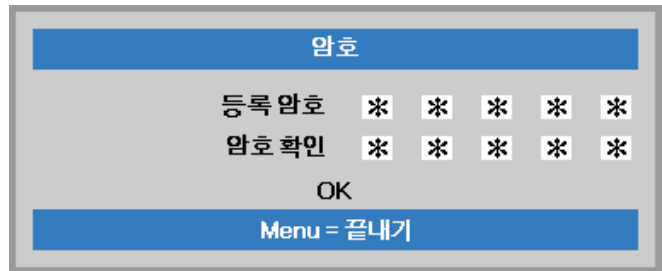 암호
등록 암호 * * * * *
암호 확인 * * * * *
OK
Menu = 끝내기